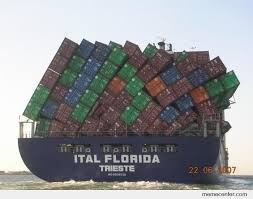 ITAL FLORIDA
TRIESTE
22 06 2007
memecenter.com